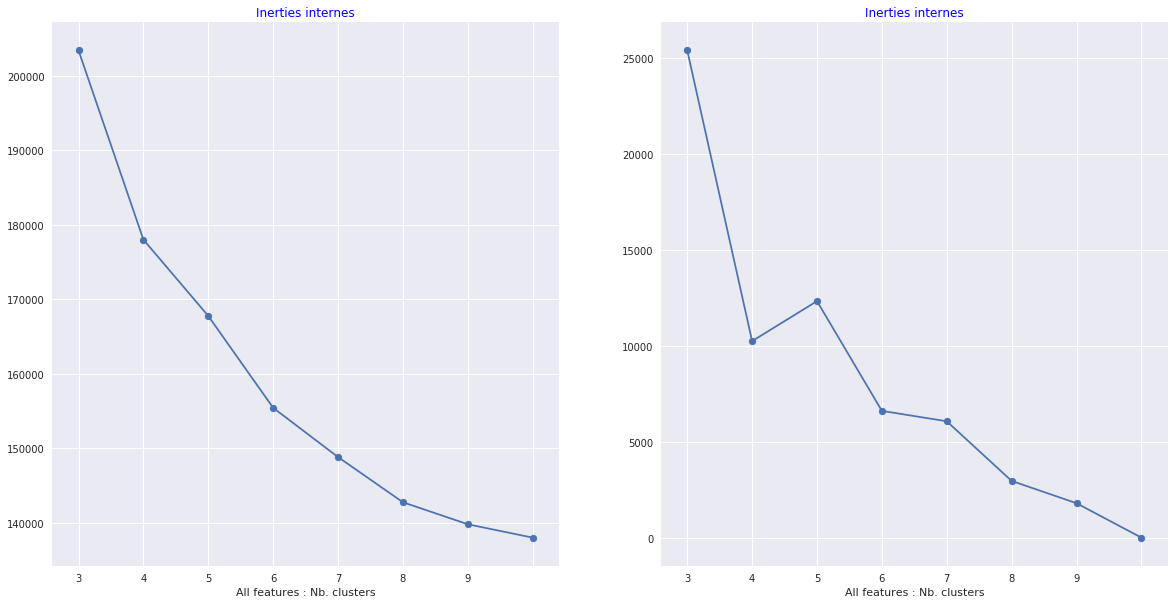 Inerties internes
200000
190000
180000
170000
160000
150000
140000
3 4 5 6 7 8 9
All features : Nb. clusters
Inerties internes
25000
20000
15000
10000
5000
0
3 4 5 6 7 8 9
All features : Nb. clusters